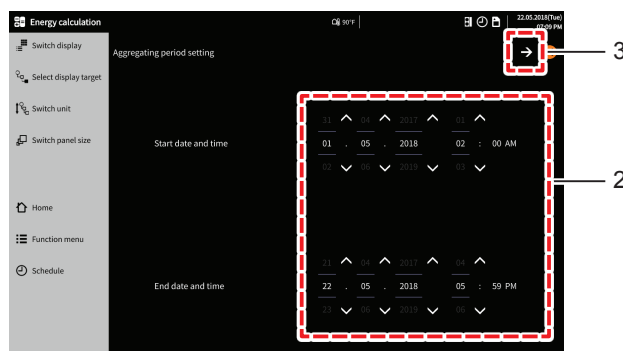 Energy calculation
90°F
22.05.2018(Tue)
07:09 PM
Switch display
Aggregating period setting
3
Select display target
Switch unit
31 04 2017 01
Switch panel size
Start date and time
01 . 05 . 2018 02 : 00 AM
02 06 2019 03
2
Home
Function menu
21 04 2017 04
Schedule
End date and time
22 . 05 . 2018 05 : 59 PM
23 06 2019 06